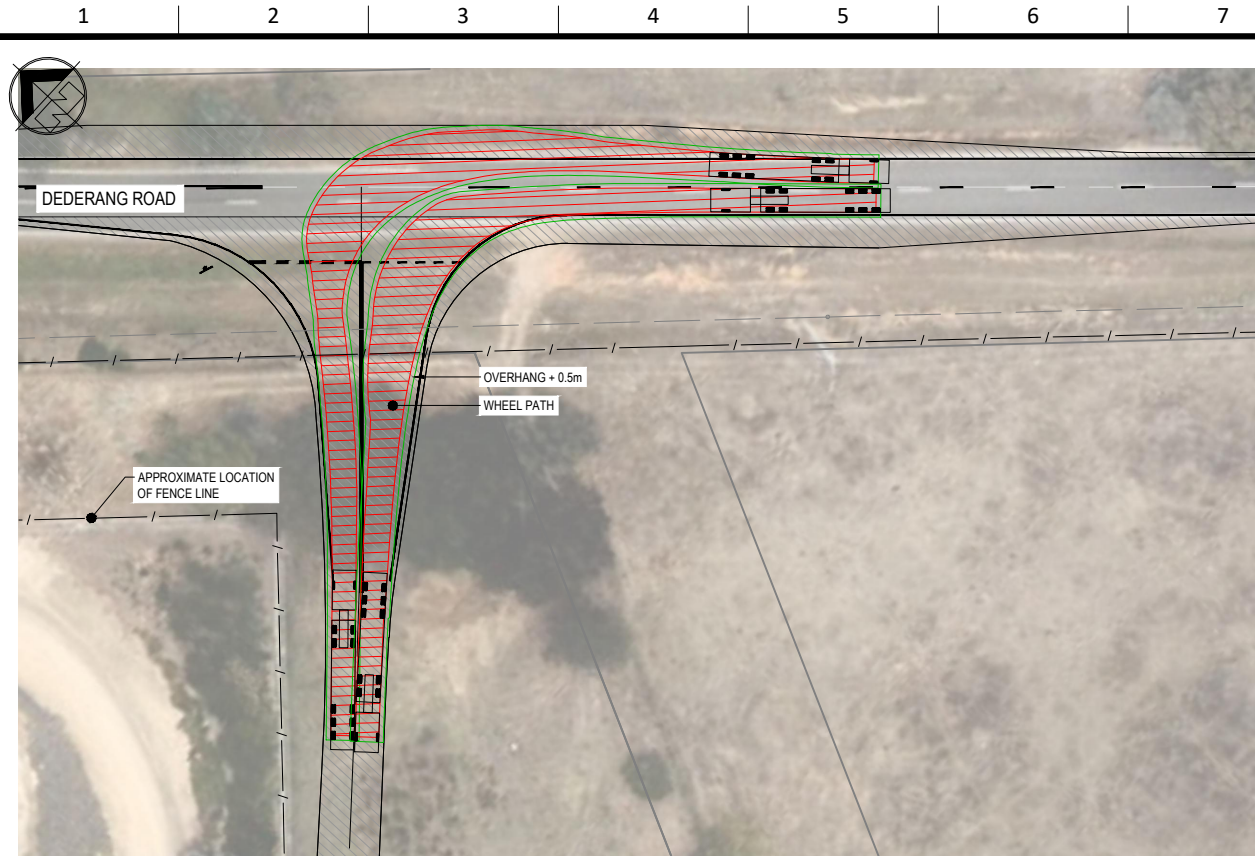 1 2 3 4 5 6 7
DEDERANG ROAD
OVERHANG + 0.5m
WHEEL PATH
APPROXIMATE LOCATION
OF FENCE LINE